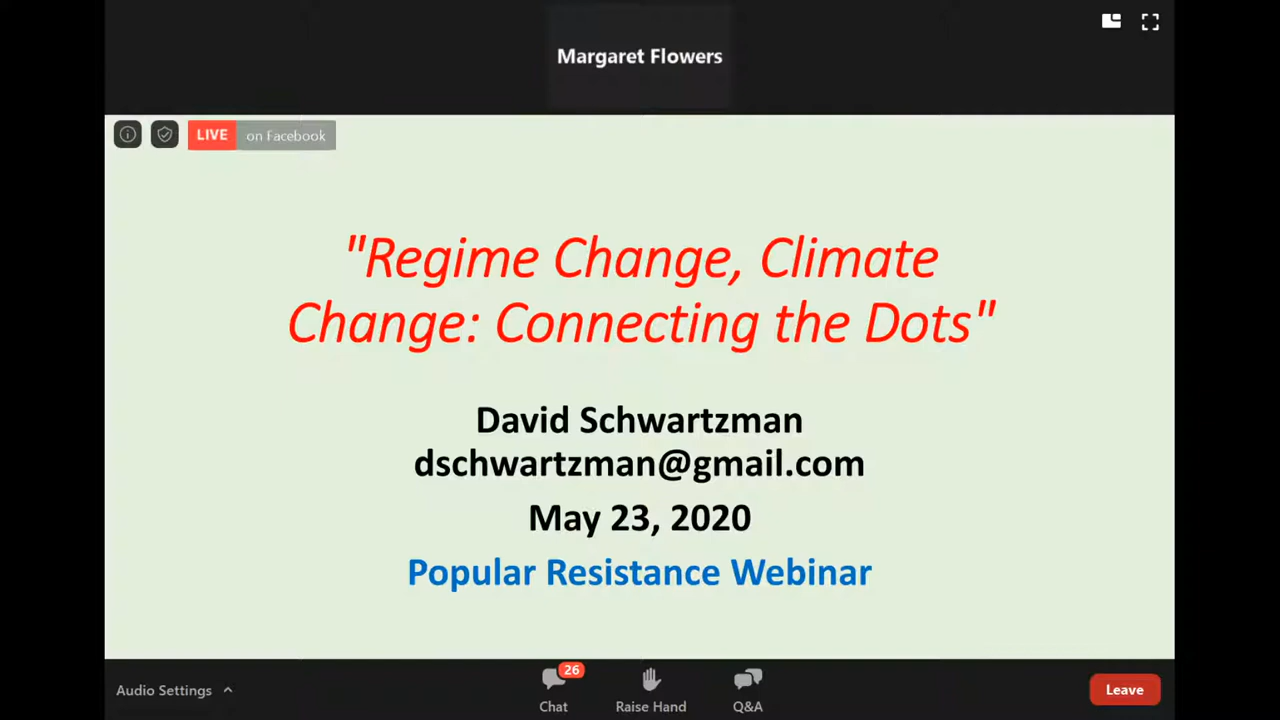 Margaret Flowers
LIVE on Facebook
"Regime Change, Climate
Change: Connecting the Dots"
David Schwartzman
dschwartzman@gmail.com
May 23, 2020
Popular Resistance Webinar
26
Audio Settings
Chat
Raise Hand
Q&A
Leave